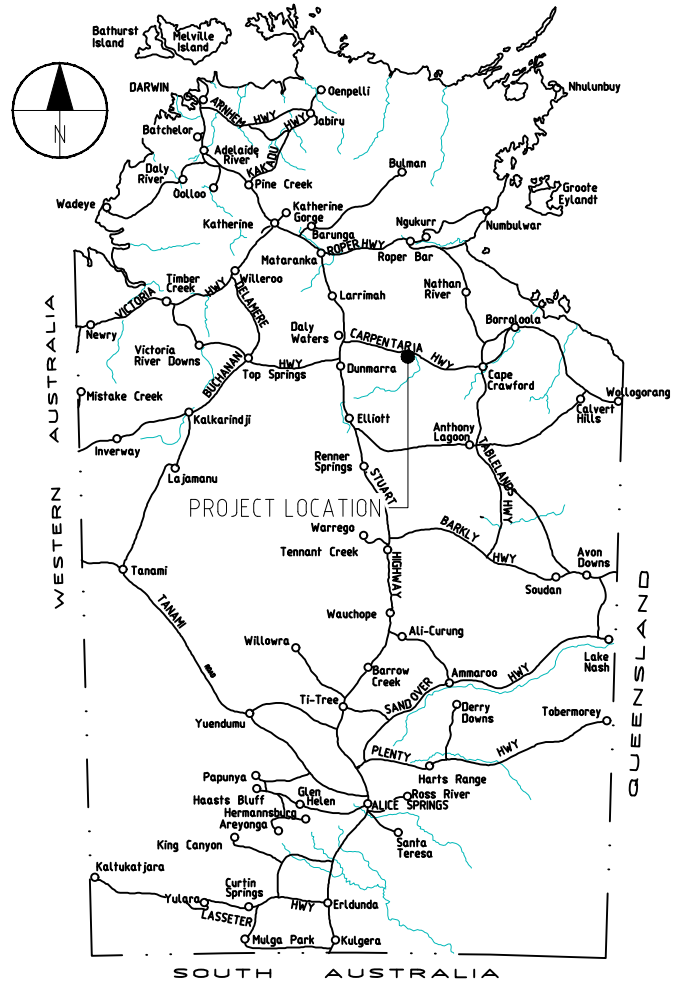 Bathurst
Island
Melville
Island
N
DARWIN
ARNHEM
HWY
Oenpelli
Jabiru
Nhulunbuy
Batchelor
Adelaide
River
KAKADU
HWY
Daly
River
Oolloo
Pine Creek
Bulman
Wadeye
Katherine
Gorge
Katherine
Barunga
Groote
Eylandt
Ngukurr
Numbulwar
Mataranka
ROPER HWY
Roper Bar
Timber
Creek
Willeroo
VICTORIA
HWY
DELAMERE
Larrimah
Nathan
River
Newry
Victoria
River Downs
BUCHANAN
HWY
Top Springs
Daly
Waters
CARPENTARIA
HWY
Dunmarra
Borroloola
Cape
Crawford
Wollogorang
Calvert
Hills
Mistake Creek
Kalkarindji
Elliott
Anthony
Lagoon
Inverway
Lajamanu
Renner
Springs
STUART
TABLELANDS
HWY
PROJECT LOCATION
Warrego
Tennant Creek
BARKLY
HWY
HIGHWAY
Avon
Downs
Soudan
Tanami
TANAMI
ROAD
Wauchope
Ali-Curung
Willowra
Barrow
Creek
Ammaroo
HWY
Lake
Nash
Ti-Tree
SANDOVER
Yuendumu
Derry
Downs
Tobermorey
PLENTY
HWY
Harts Range
Papunya
Haasts Bluff
Glen
Helen
Ross River
Hermannsburg
ALICE SPRINGS
Areyonga
King Canyon
Santa
Teresa
Kaltukatjara
Yulara
Curtin
Springs
LASSETER
HWY
Erldunda
Mulga Park
Kulgera
WESTERN AUSTRALIA
QUEENSLAND
SOUTH AUSTRALIA